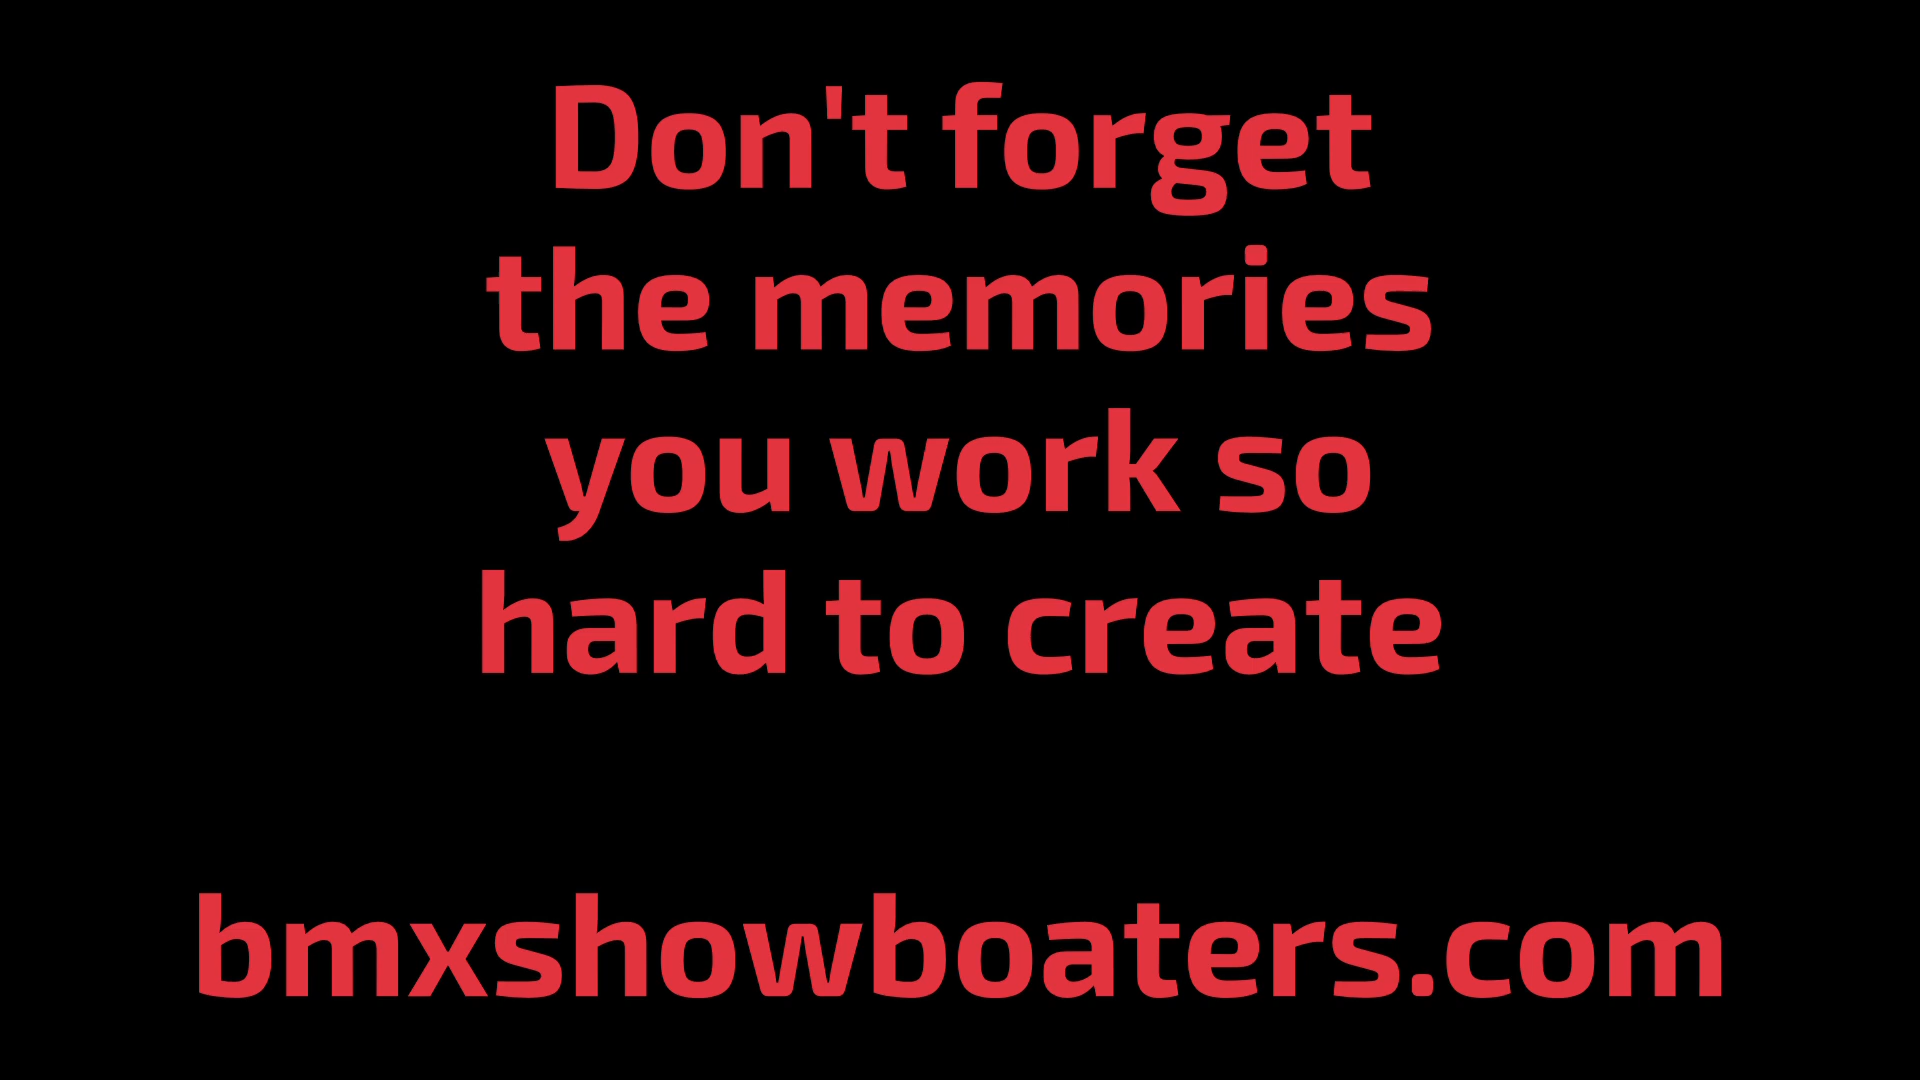 Don't forget
the memories
you work so
hard to create
bmxshowboaters.com